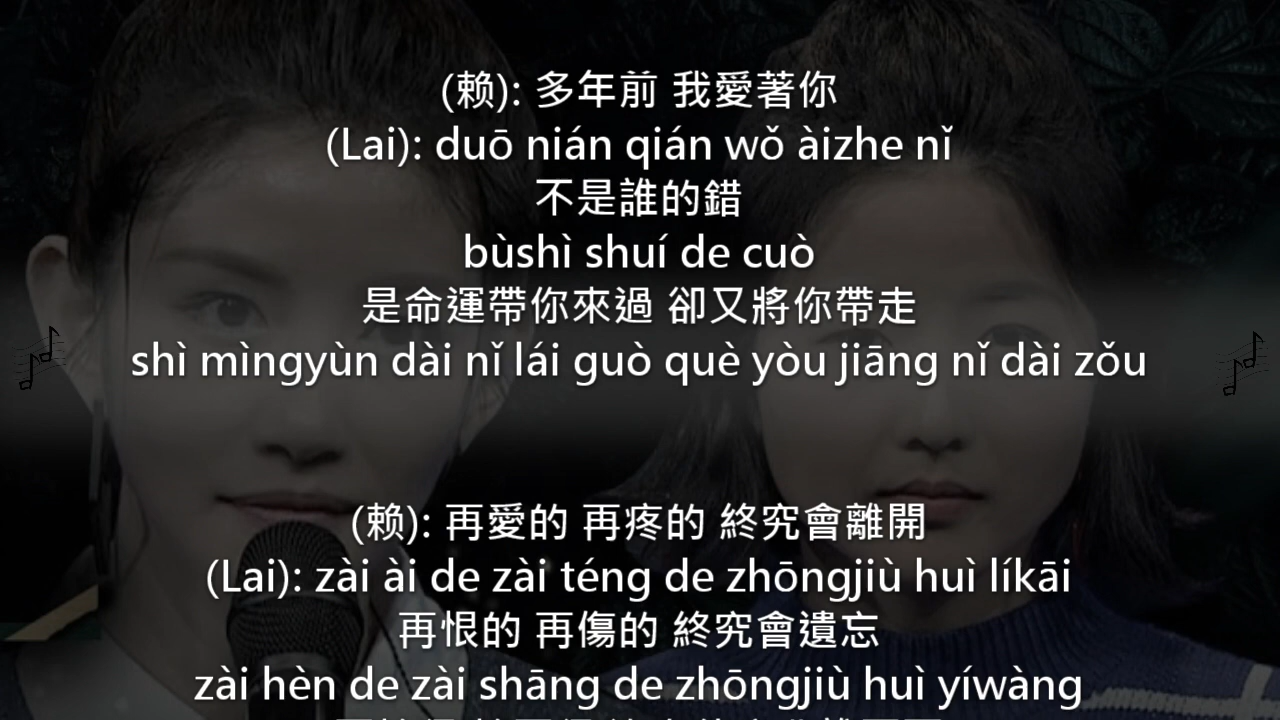 (赖): 多年前 我愛著你
(Lai): duō nián qián wǒ àizhe nǐ
不是誰的錯
bùshì shuí de cuò
是命運帶你來過 卻又將你帶走
shì mìngyùn dài nǐ lái guò què yòu jiāng nǐ dài zǒu
(赖): 再愛的 再疼的 終究會離開
(Lai): zài ài de zài téng de zhōngjiù huì líkāi
再恨的 再傷的 終究會遺忘
zài hèn de zài shāng de zhōngjiù huì yíwàng